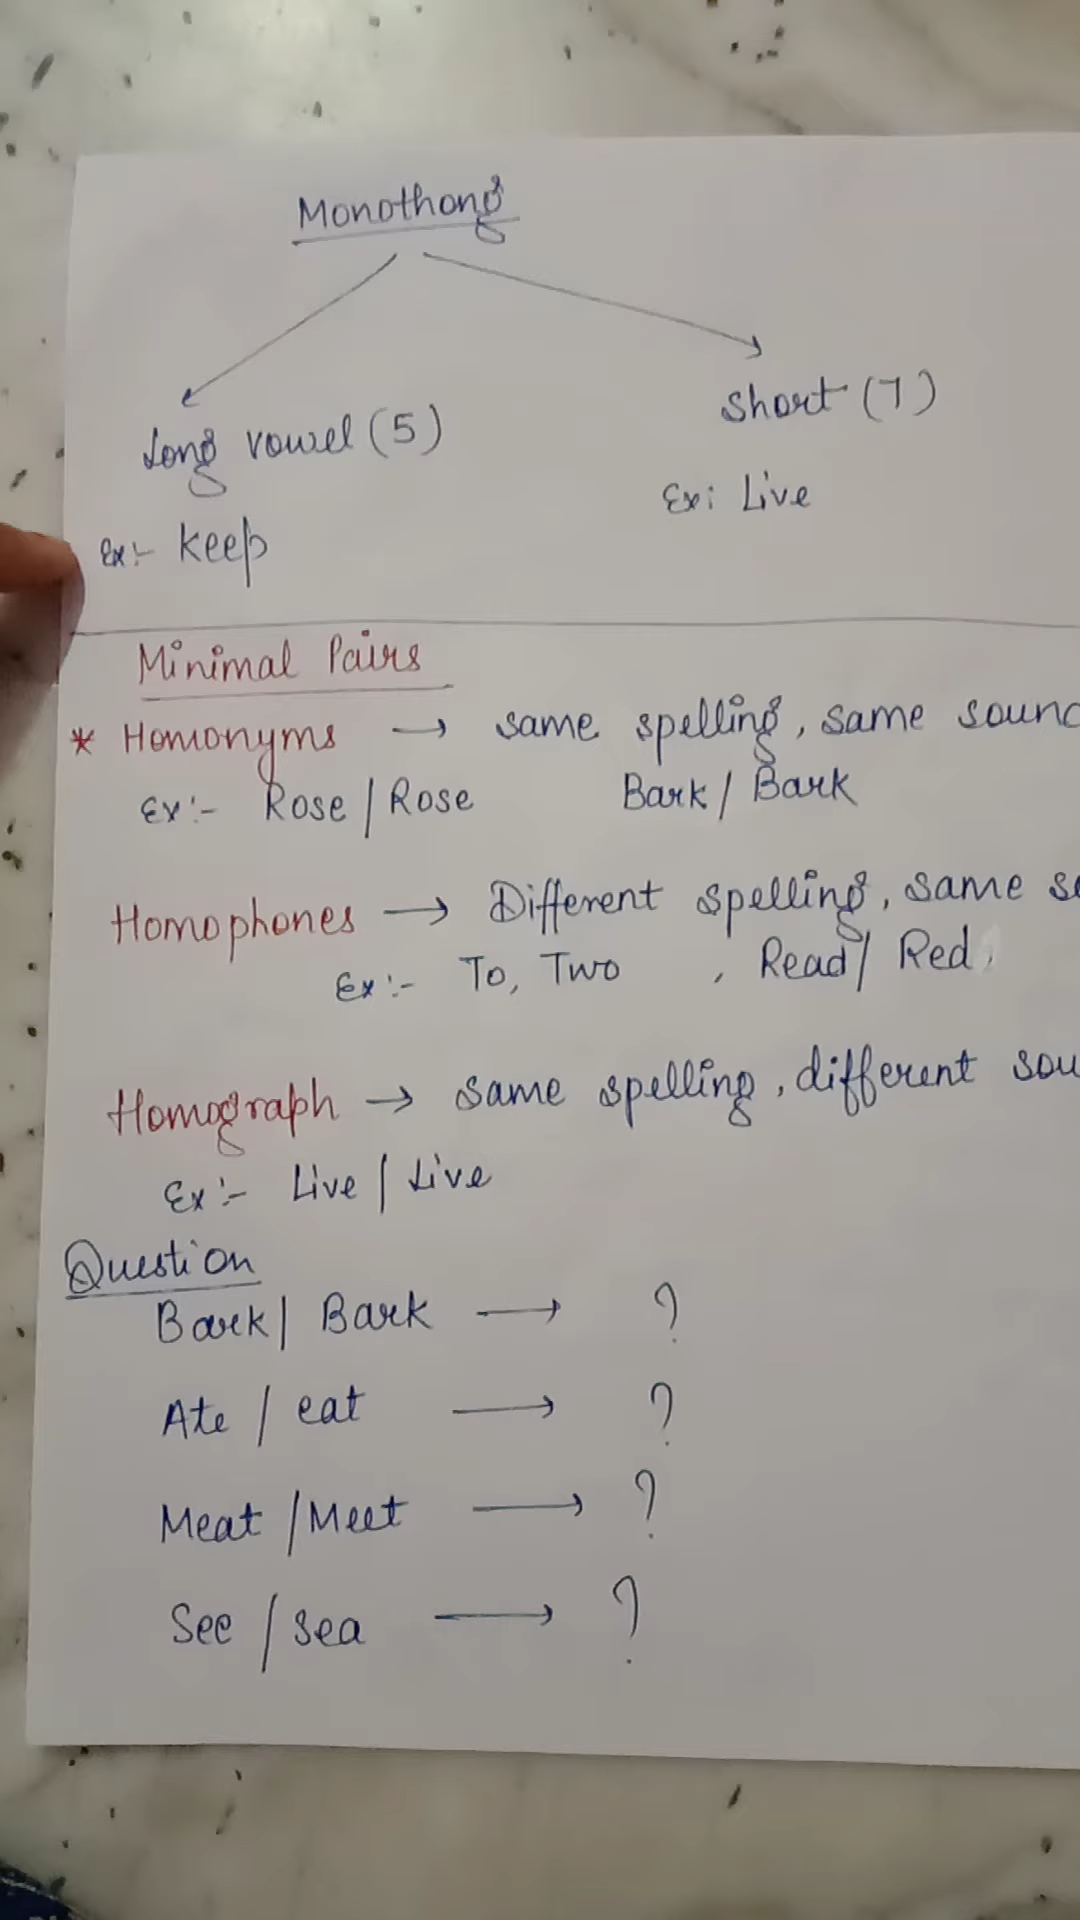 Monothong
Long vowel (5)
Short (7)
Ex:- Keep
Ex: Live
Minimal Pairs
* Homonyms → same spelling, same soun
Ex:- Rose / Rose Bark / Bark
Homophones → Different spelling, same s
Ex:- To, Two , Read / Red,
Homograph → same spelling, different sou
Ex:- Live / Live
Question
Bark / Bark → ?
Ate / eat → ?
Meat / Meet → ?
See / sea → ?